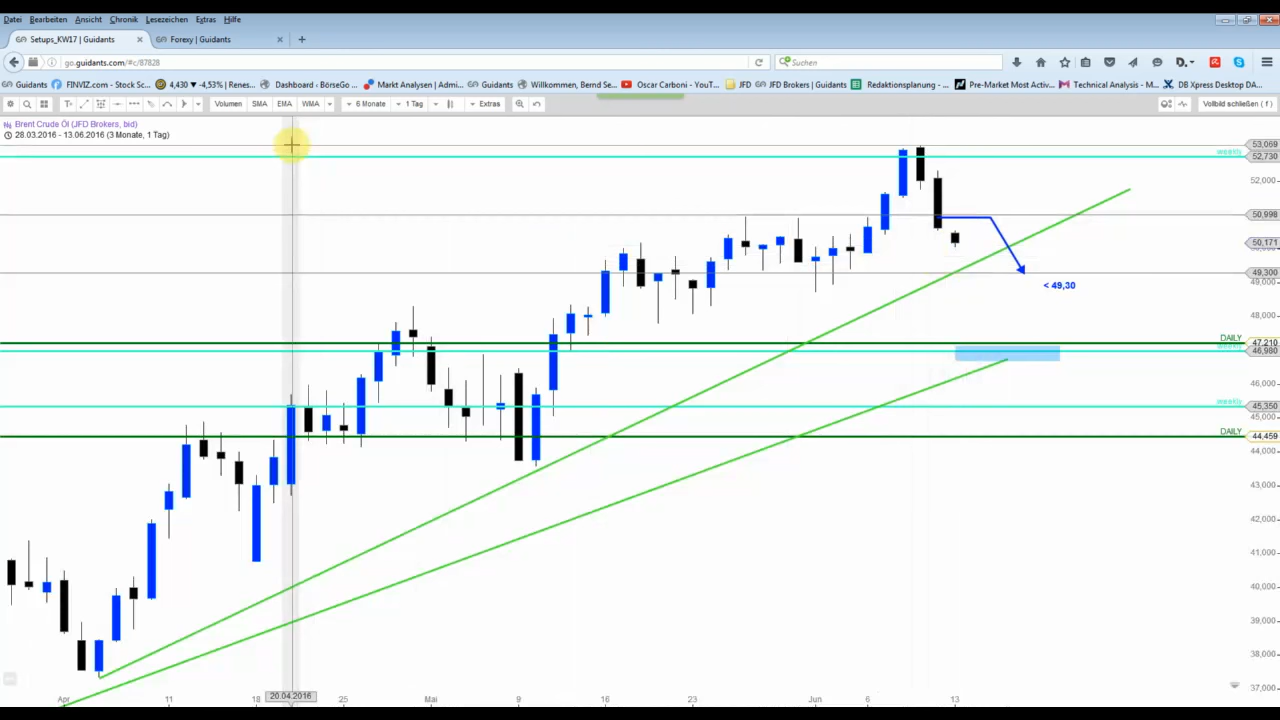 Datei Bearbeiten Ansicht Chronik Lesezeichen Extras Hilfe
Setups_KW17 | Guidants Forexy | Guidants
go.guidants.com/#c/87828 Suchen
Guidants FINVIZ.com - Stock Sc... 4,430 ▾ -4,53% | Renes... Dashboard ‹ BörseGo ... Markt Analysen | Admi... Guidants Willkommen, Bernd Se... Oscar Carboni - YouT... JFD JFD Brokers | Guidants Redaktionsplanung - ... Pre-Market Most Activ... Technical Analysis - M... DB Xpress Desktop DA...
Volumen SMA EMA WMA 6 Monate 1 Tag Extras Vollbild schließen ( f )
Brent Crude Öl (JFD Brokers, bid)
28.03.2016 - 13.06.2016 (3 Monate, 1 Tag)
53,069
weekly 52,730
52,000
50,998
50,171
49,300
< 49,30
49,000
48,000
DAILY 47,210
46,980
46,000
weekly 45,350
45,000
DAILY 44,459
44,000
43,000
42,000
41,000
40,000
39,000
38,000
37,000
Apr 11 18 20.04.2016 25 Mai 9 16 23 Jun 6 13